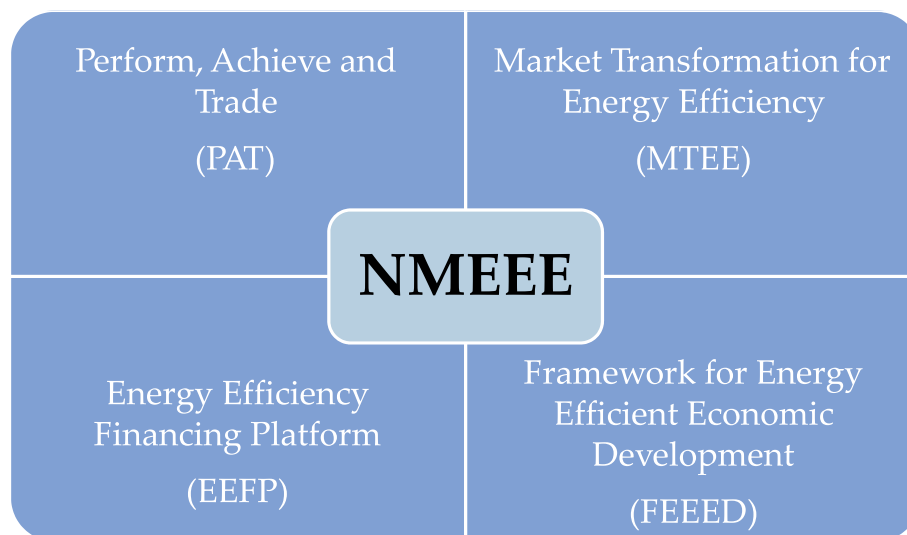 Perform, Achieve and
Trade
(PAT)
Market Transformation for
Energy Efficiency
(MTEE)
NMEEE
Energy Efficiency
Financing Platform
(EEFP)
Framework for Energy
Efficient Economic
Development
(FEEED)